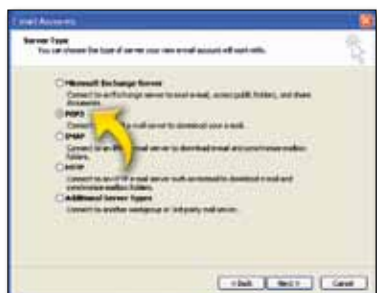 E-mail Accounts
Server Type
You can choose the type of server your new e-mail account will work with.
Microsoft Exchange Server
Connect to an Exchange server to read e-mail, access public folders, and share
documents.
POP3
Connect to a POP3 e-mail server to download your e-mail.
IMAP
Connect to an IMAP e-mail server to download e-mail and synchronize mailbox
folders.
HTTP
Connect to an HTTP e-mail server such as Hotmail to download e-mail and
synchronize mailbox folders.
Additional Server Types
Connect to another workgroup or 3rd-party mail server.
< Back Next > Cancel